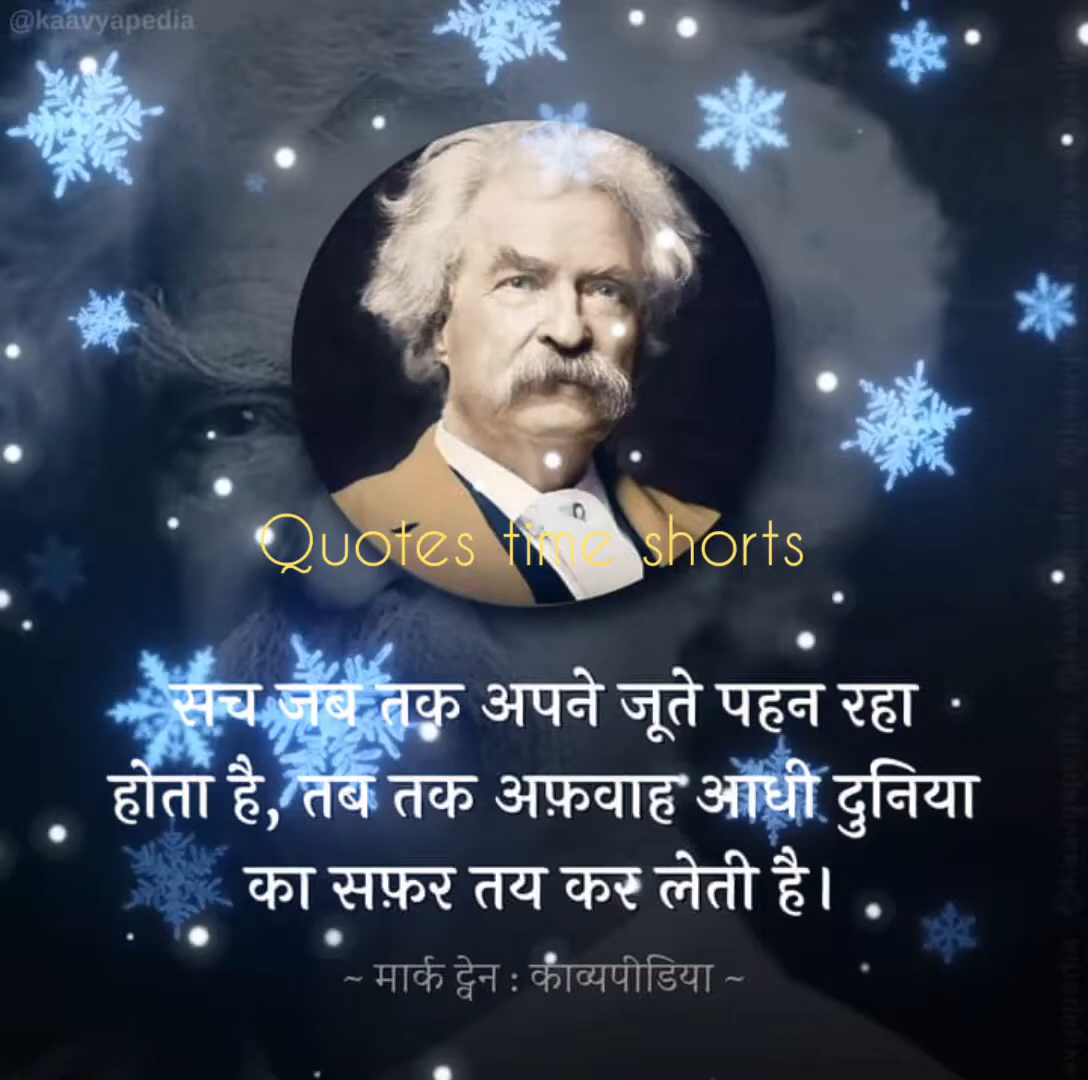 @kaavyapedia
Quotes time shorts
सच जब तक अपने जूते पहन रहा
होता है, तब तक अफ़वाह आधी दुनिया
का सफ़र तय कर लेती है।
~ मार्क ट्वेन : काव्यपीडिया ~